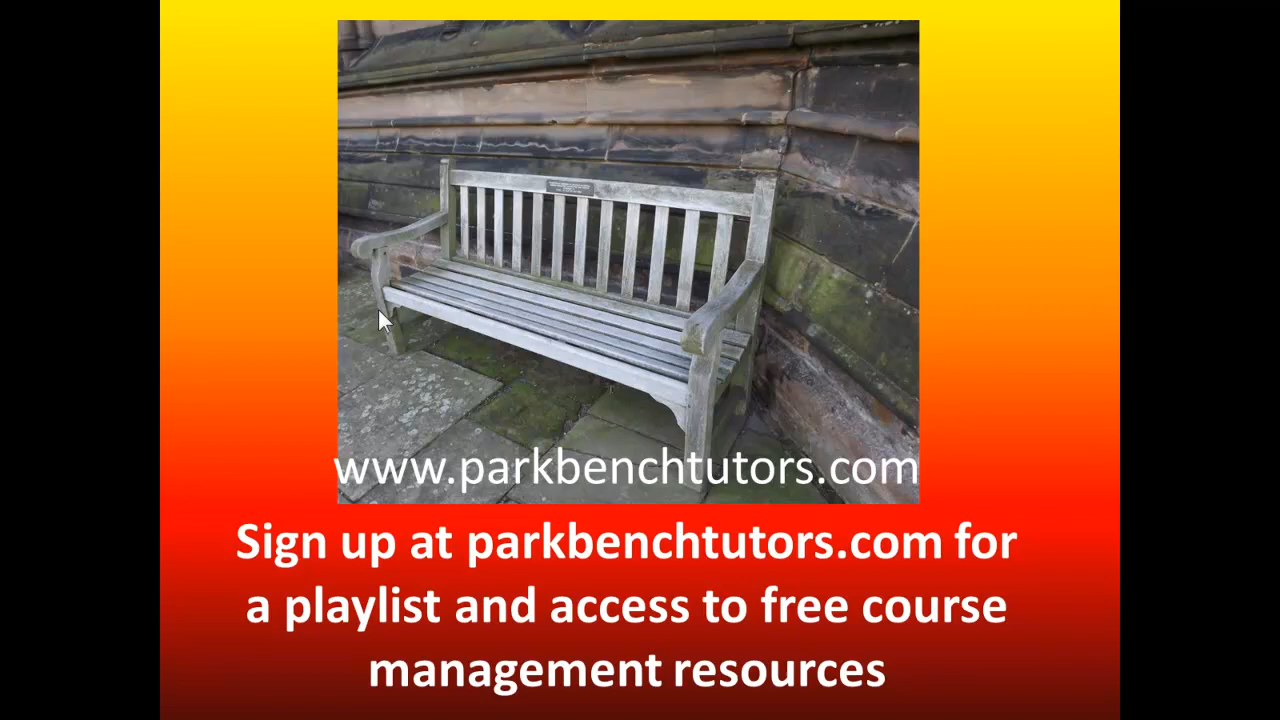 www.parkbenchtutors.com
Sign up at parkbenchtutors.com for
a playlist and access to free course
management resources